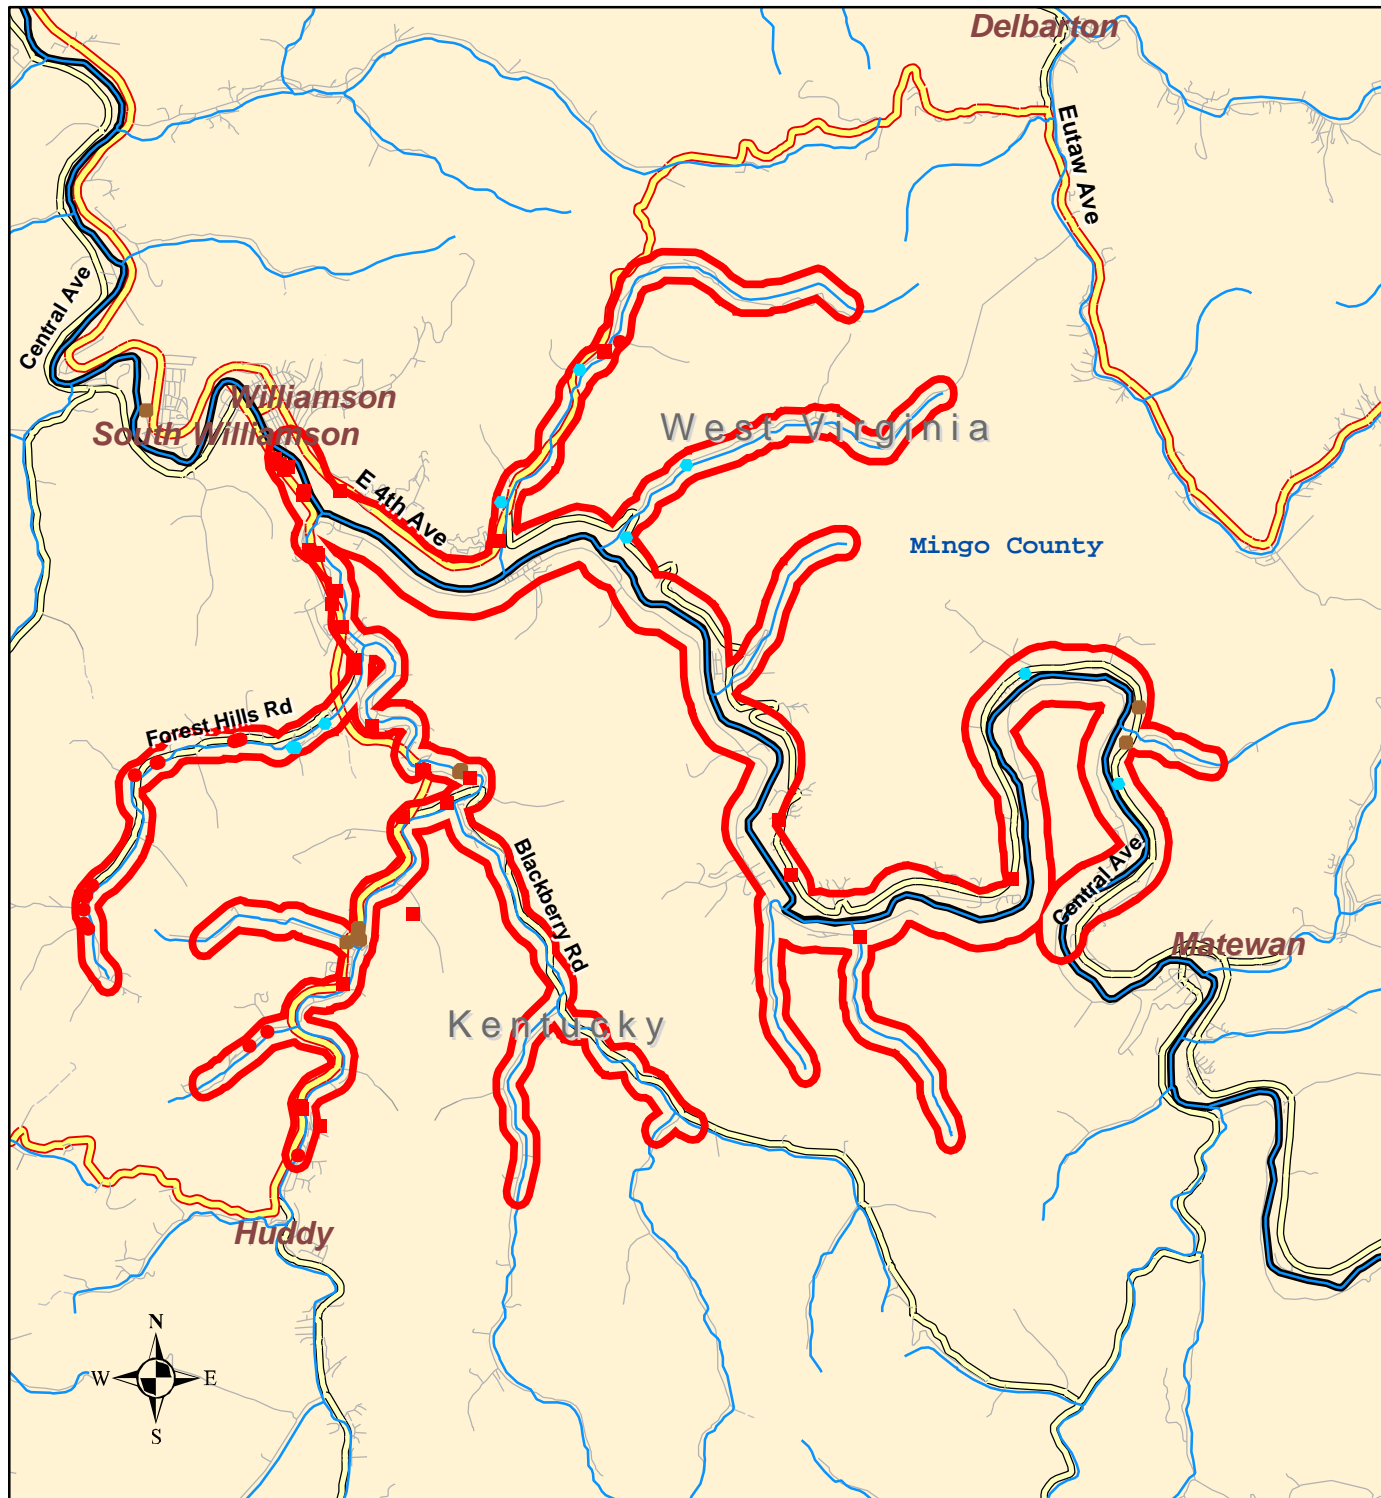 Delbarton
Eutaw Ave
Central Ave
Williamson
South Williamson
West Virginia
E 4th Ave
Mingo County
Forest Hills Rd
Blackberry Rd
Central Ave
Matewan
Kentucky
Huddy
N
W E
S